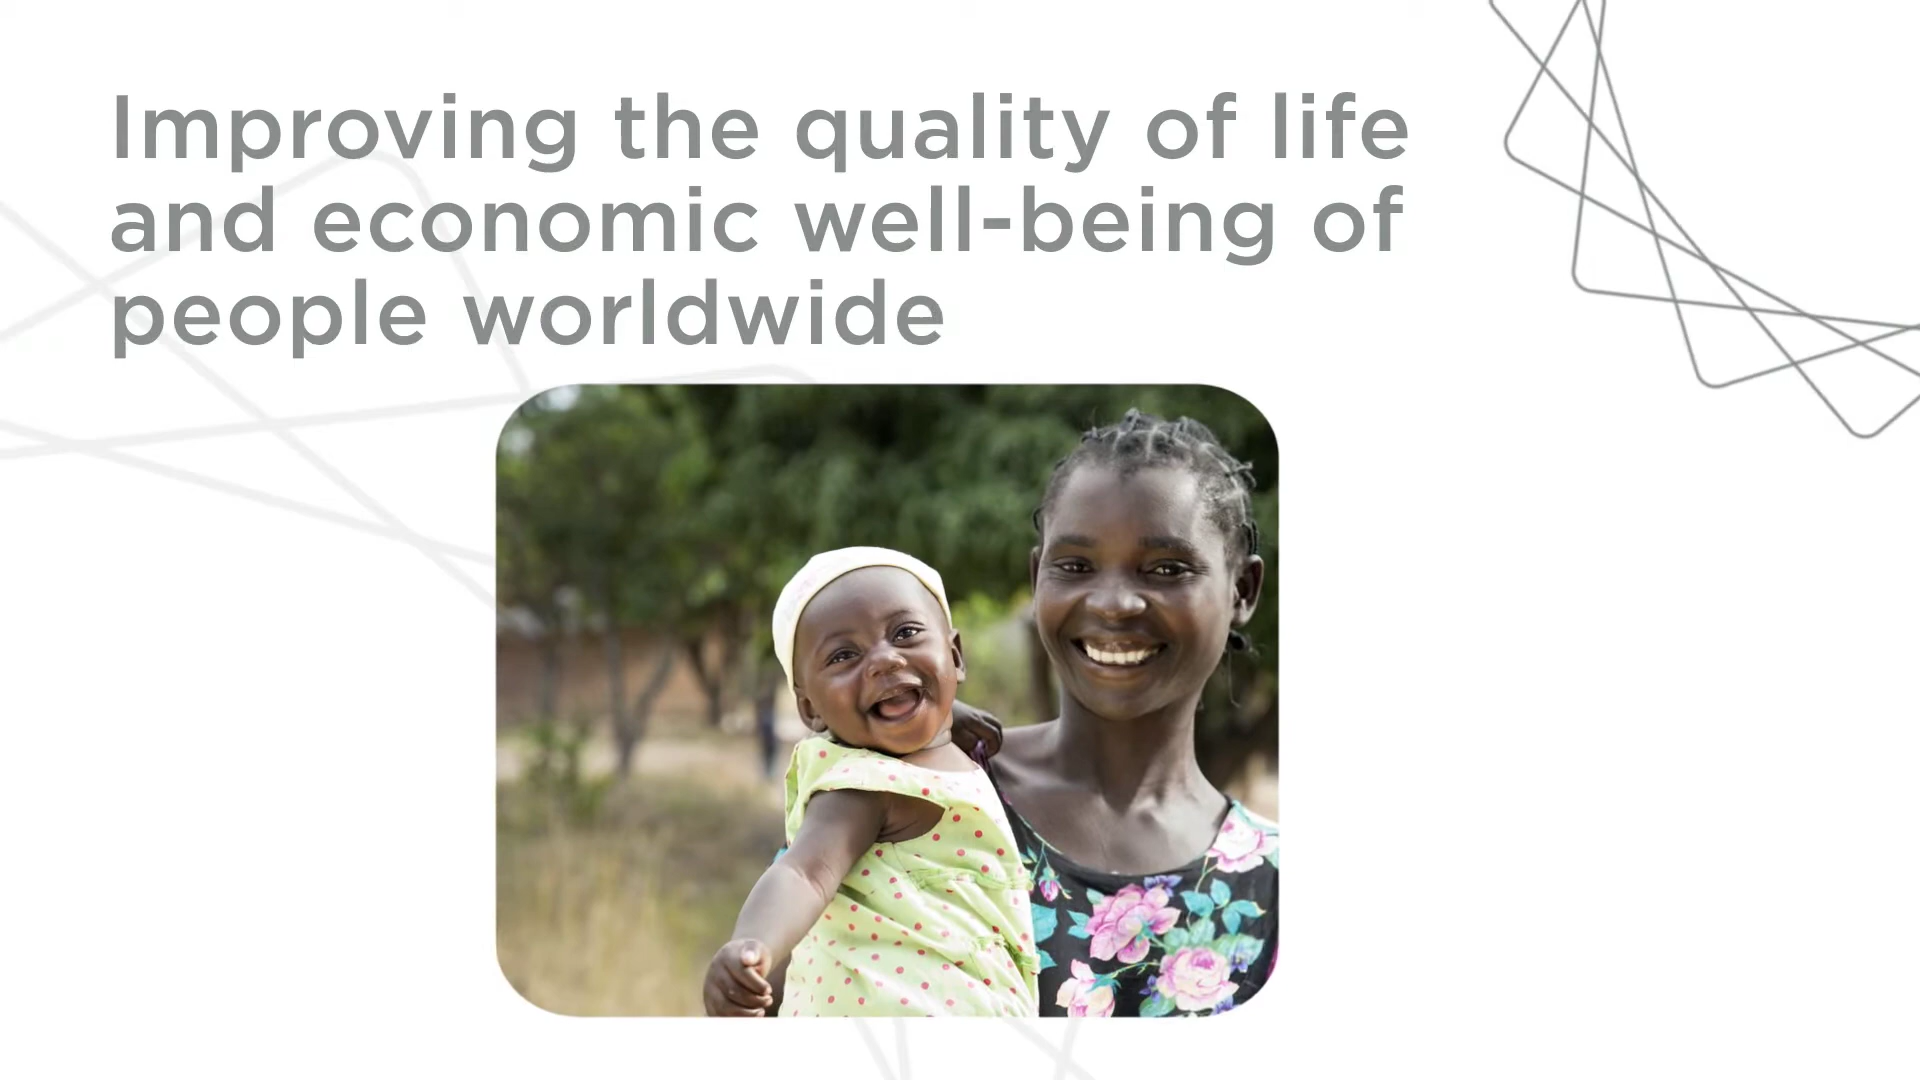 Improving the quality of life
and economic well-being of
people worldwide